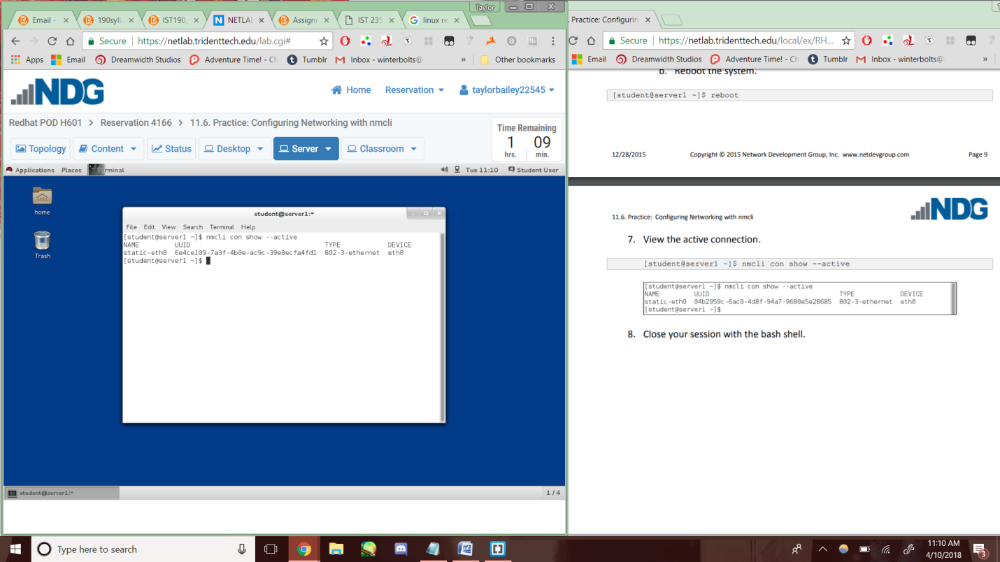 Taylor
Email -
190sylla
IST190
NETLAB
Assignm
IST 235
linux re
Secure https://netlab.tridenttech.edu/lab.cgi#
Apps Email Dreamwidth Studios Adventure Time! - Ch Tumblr Inbox - winterbolts@ » Other bookmarks
NDG
Home Reservation taylorbailey22545
Redhat POD H601 > Reservation 4166 > 11.6. Practice: Configuring Networking with nmcli
Time Remaining
1 09
hrs. min.
Topology Content Status Desktop Server Classroom
Applications Places Terminal Tue 11:10 Student User
home
Trash
student@server1:~
File Edit View Search Terminal Help
[student@server1 ~]$ nmcli con show --active
NAME UUID TYPE DEVICE
static-eth0 6e4ce109-7a3f-4b0e-ac9c-39e0ecfa4fd1 802-3-ethernet eth0
[student@server1 ~]$
student@server1:~
1 / 4
Practice: Configurin
Secure https://netlab.tridenttech.edu/local/ex/RH...
Email Dreamwidth Studios Adventure Time! - Ch Tumblr Inbox - winterbolts@ »
b. Reboot the system.
[student@server1 ~]$ reboot
12/28/2015 Copyright © 2015 Network Development Group, Inc. www.netdevgroup.com Page 9
11.6. Practice: Configuring Networking with nmcli
NDG
7. View the active connection.
[student@server1 ~]$ nmcli con show --active
[student@server1 ~]$ nmcli con show --active
NAME UUID TYPE DEVICE
static-eth0 04b2959c-6ac0-4d8f-94a7-9680e5e28685 802-3-ethernet eth0
[student@server1 ~]$
8. Close your session with the bash shell.
Type here to search
11:10 AM
4/10/2018
3